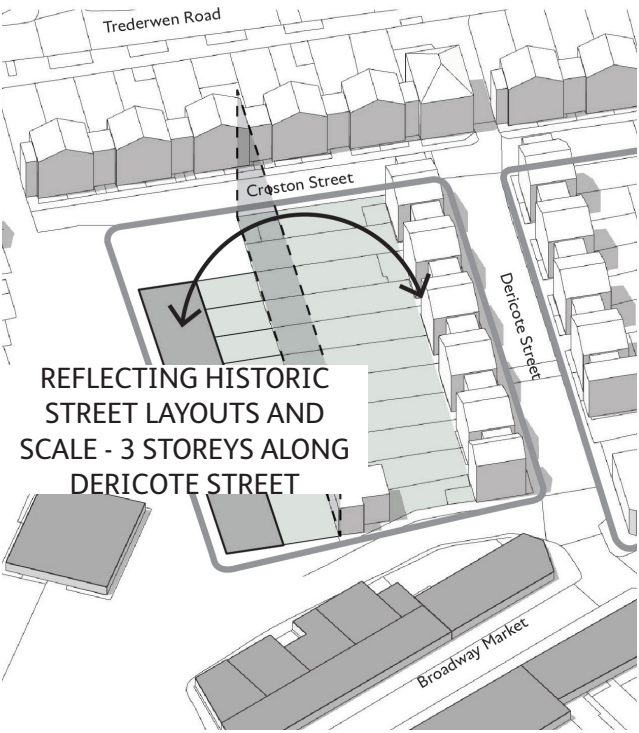 Trederwen Road
Croston Street
Dericote Street
REFLECTING HISTORIC
STREET LAYOUTS AND
SCALE - 3 STOREYS ALONG
DERICOTE STREET
Broadway Market